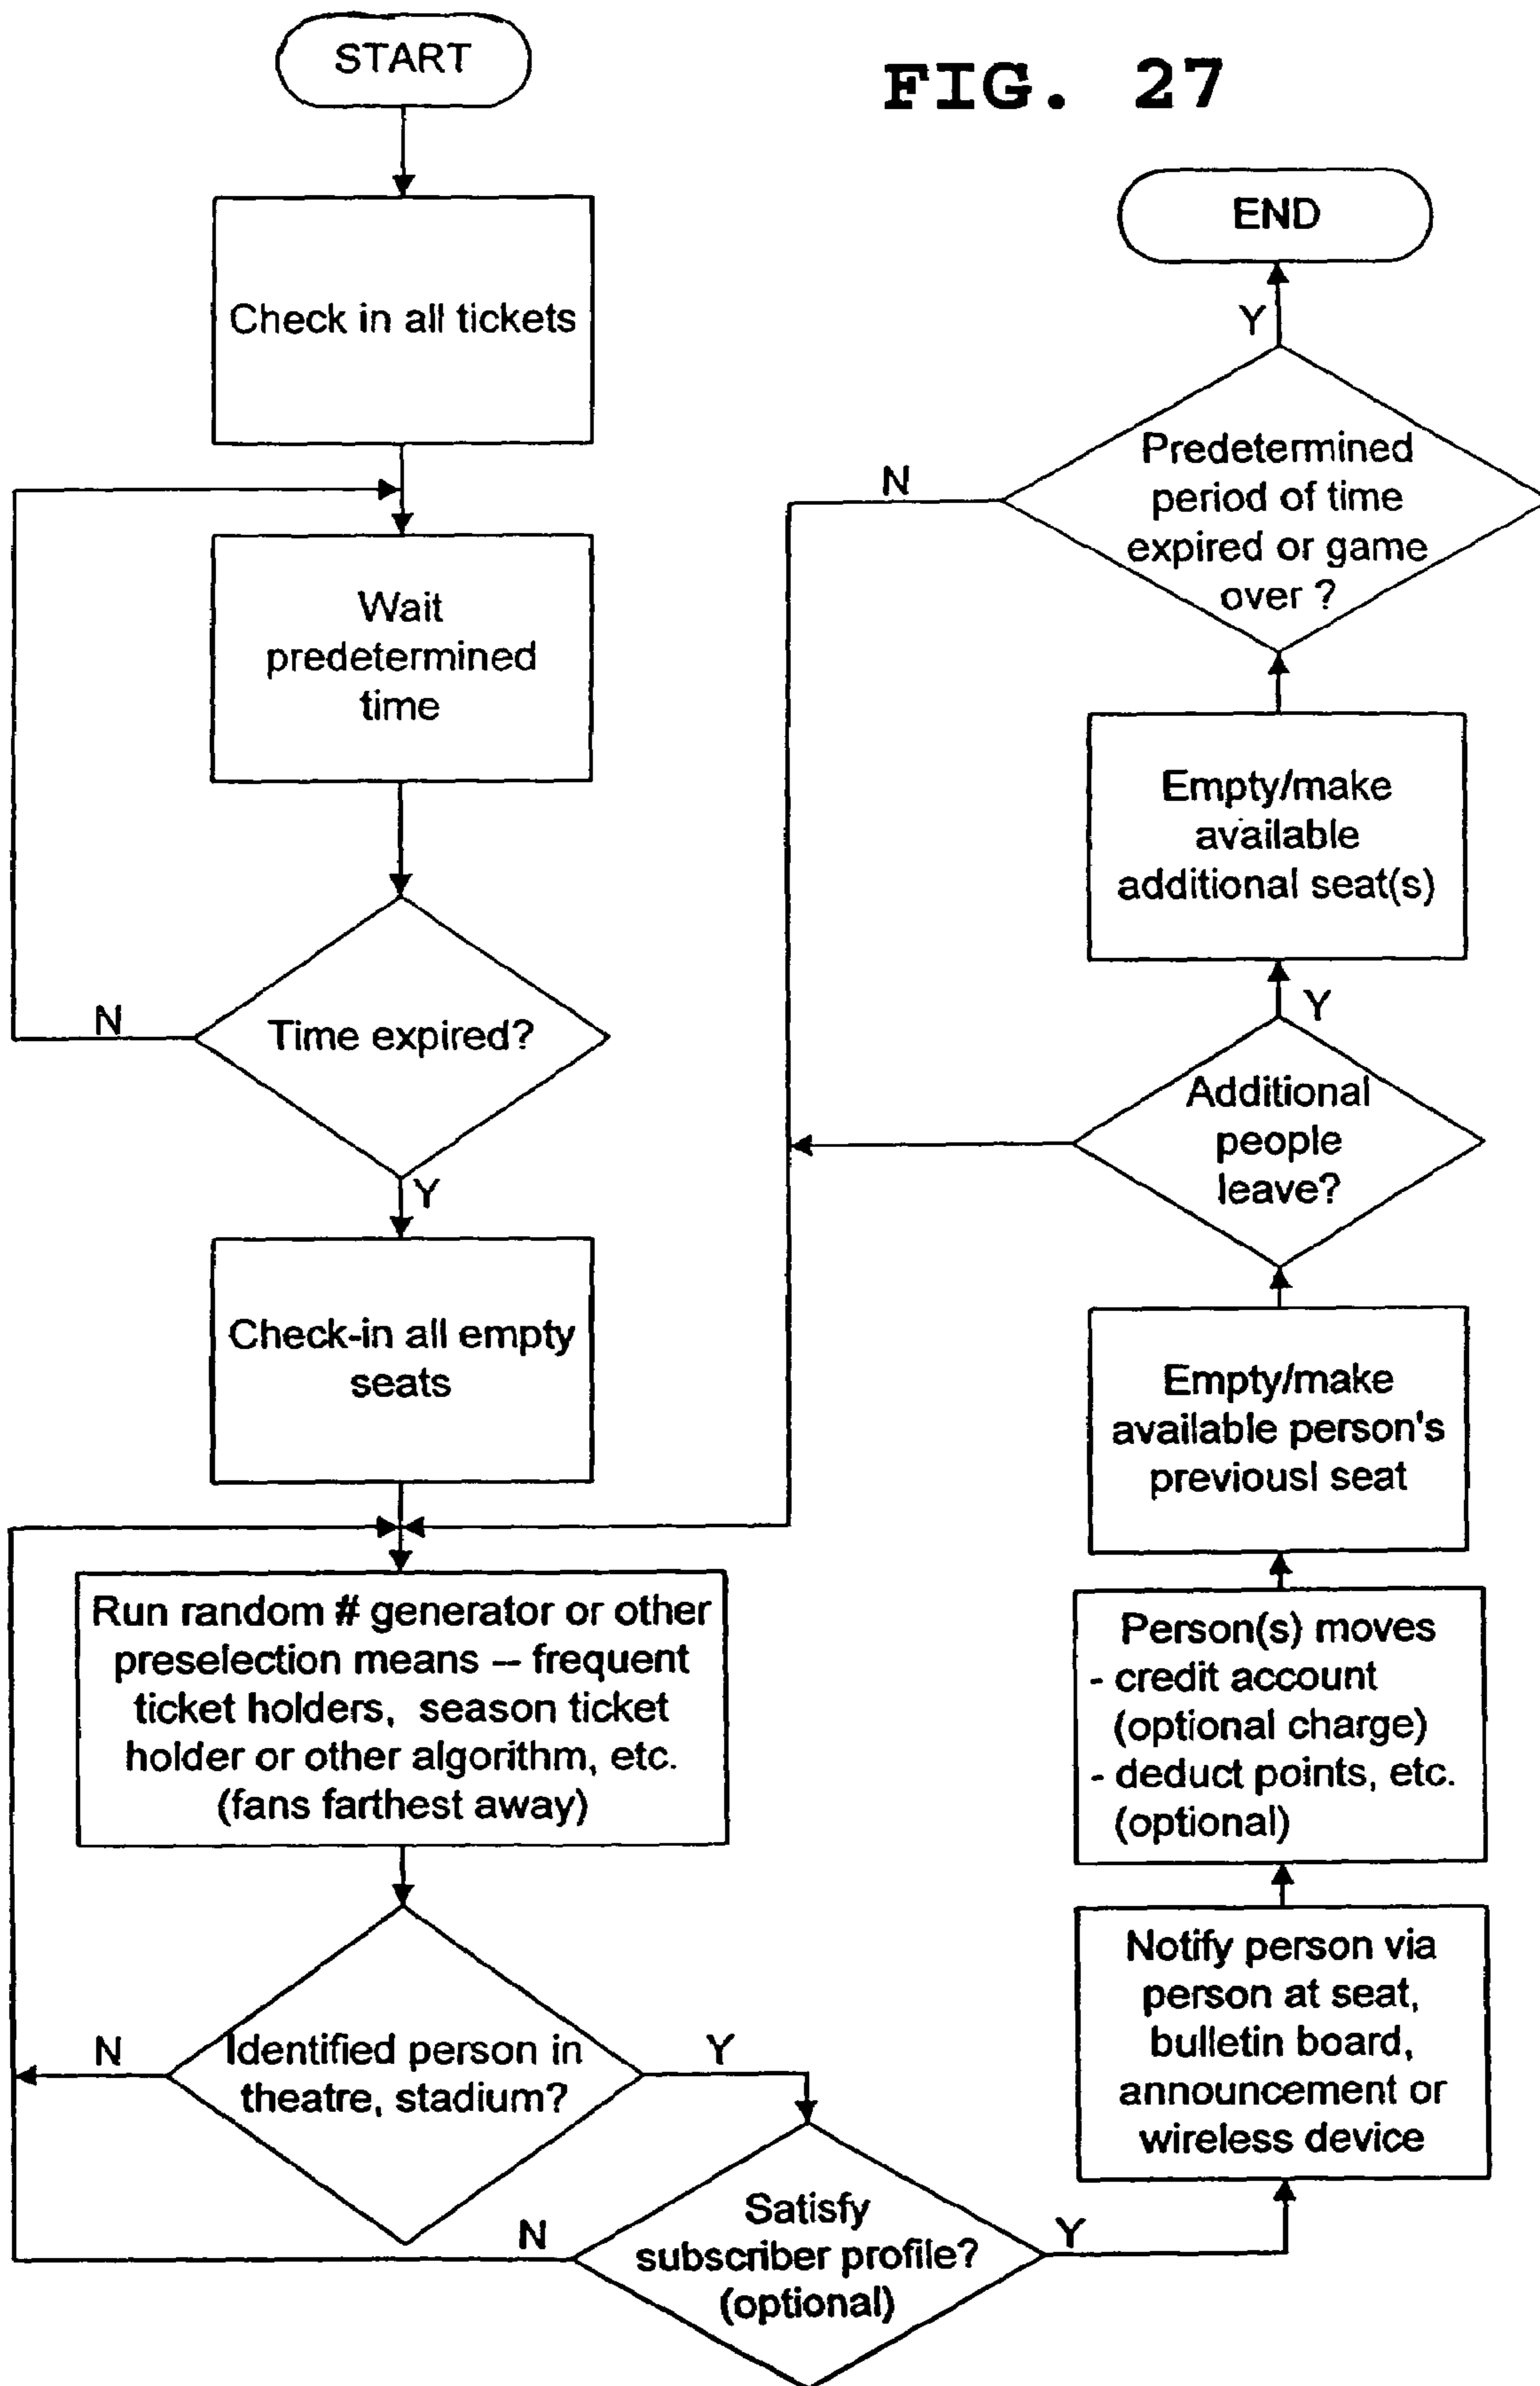 FIG. 27
START
Check in all tickets
Wait
predetermined
time
Time expired?
N
Y
Check-in all empty
seats
Run random # generator or other
preselection means -- frequent
ticket holders, season ticket
holder or other algorithm, etc.
(fans farthest away)
Identified person in
theatre, stadium?
N
Y
Satisfy
subscriber profile?
(optional)
N
Y
Notify person via
person at seat,
bulletin board,
announcement or
wireless device
Person(s) moves
- credit account
(optional charge)
- deduct points, etc.
(optional)
Empty/make
available person's
previousl seat
Additional
people
leave?
Y
Empty/make
available
additional seat(s)
Predetermined
period of time
expired or game
over ?
N
Y
END